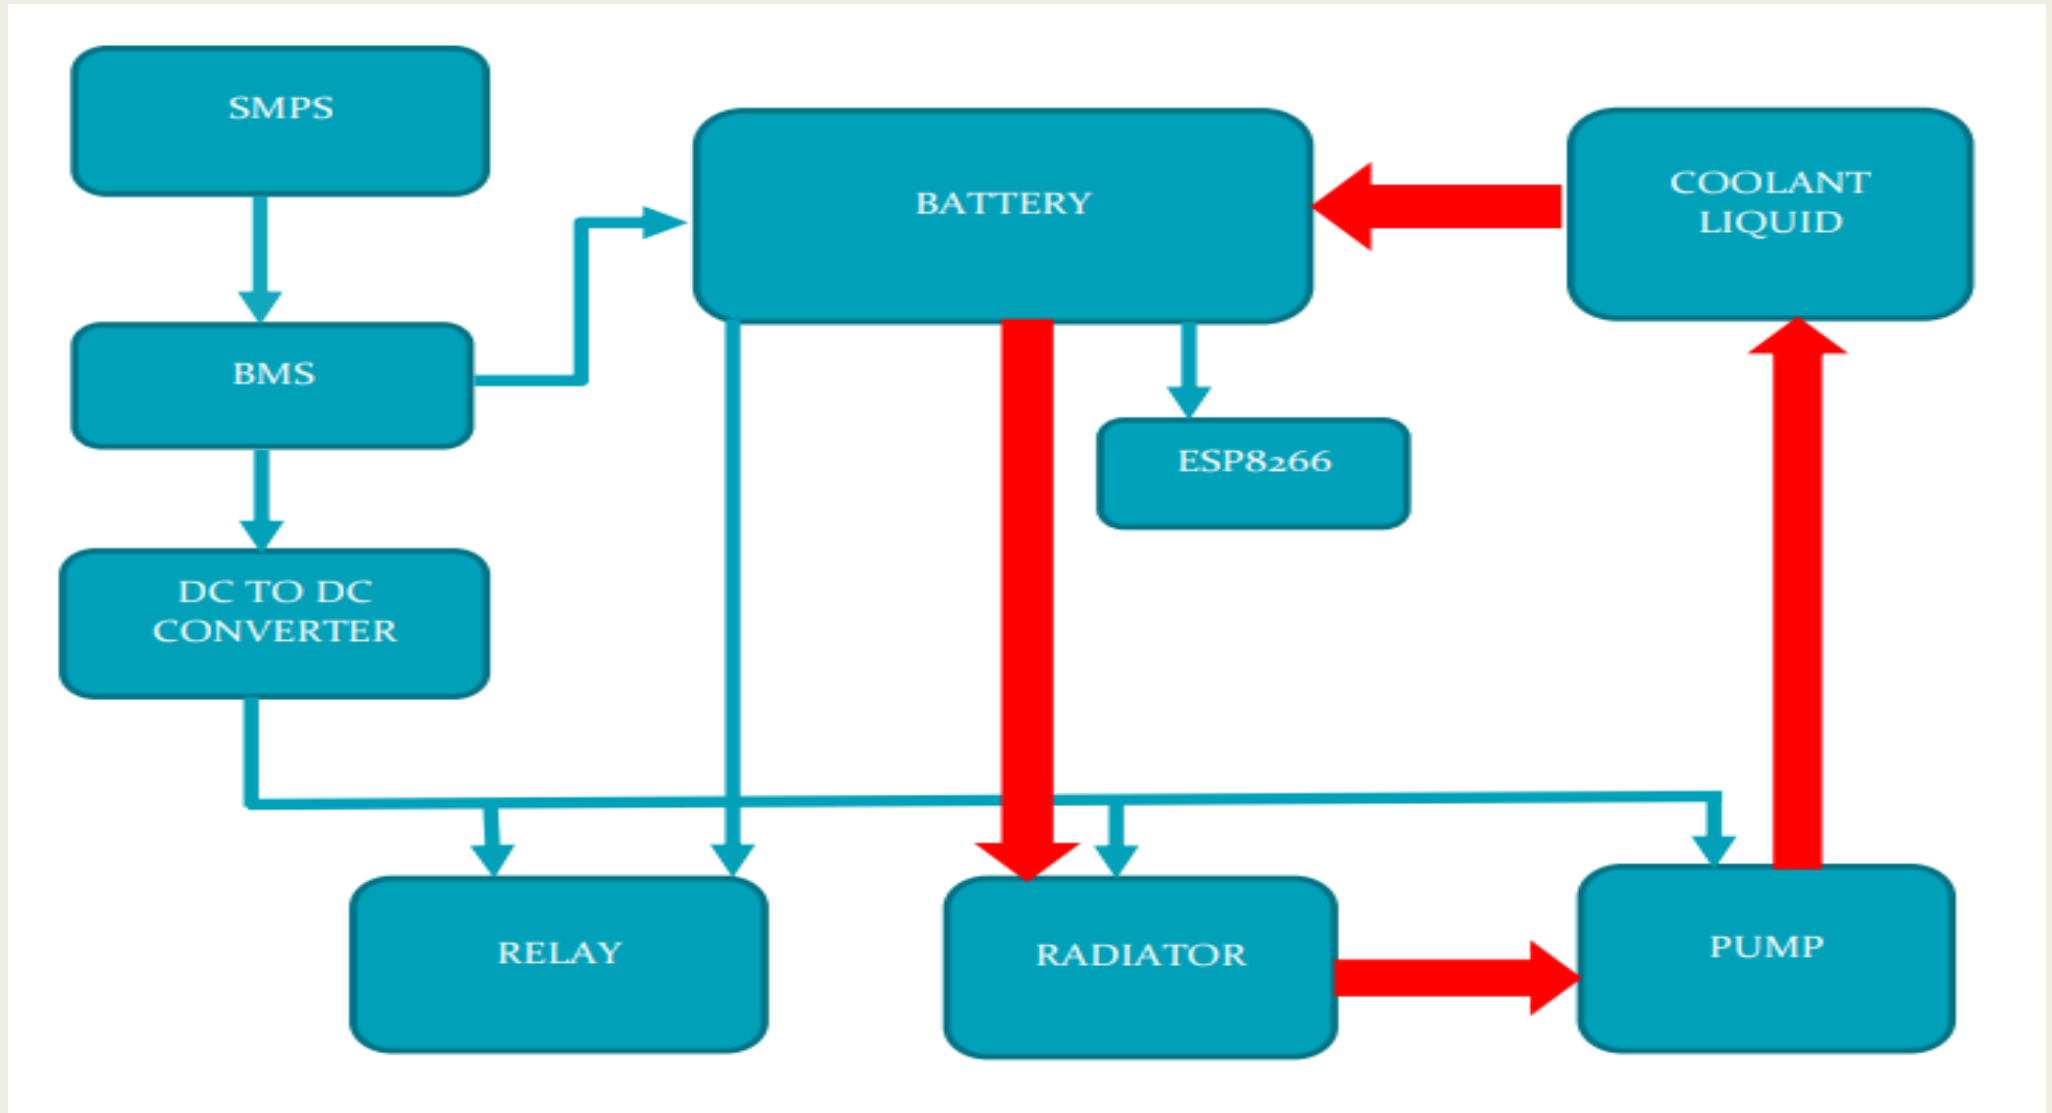 SMPS
BATTERY
COOLANT
LIQUID
BMS
ESP8266
DC TO DC
CONVERTER
RELAY
RADIATOR
PUMP